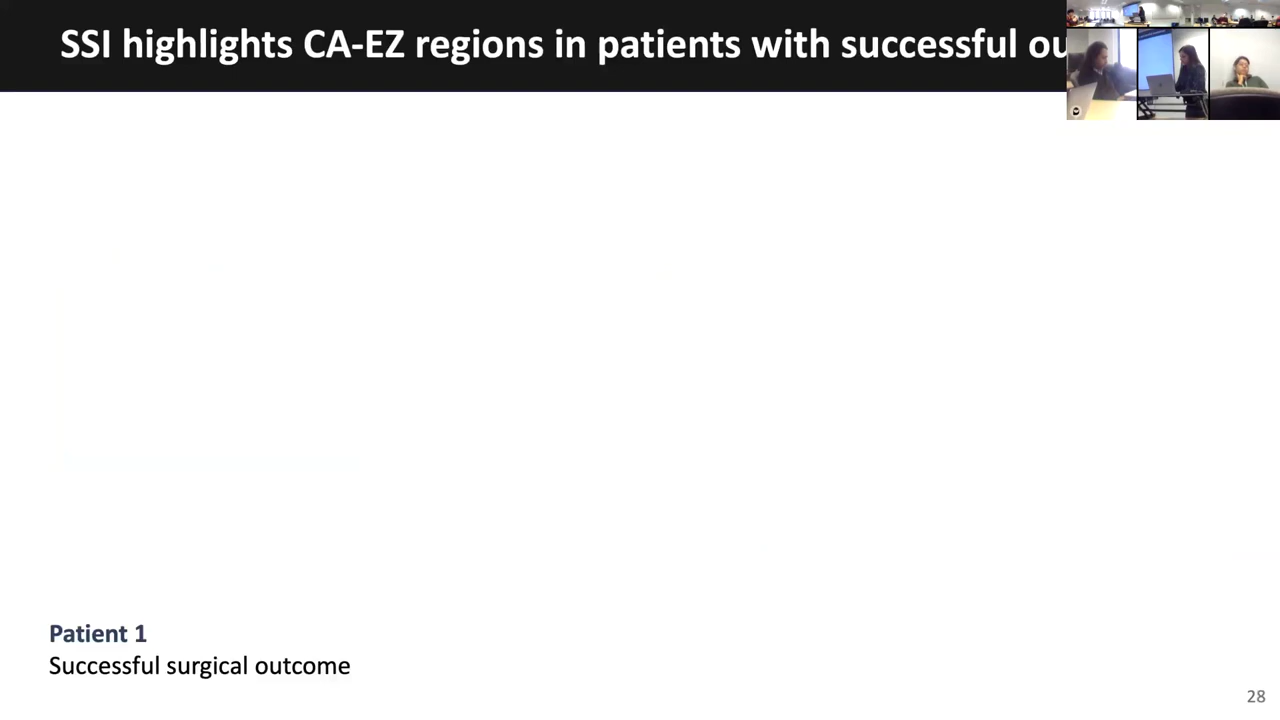 SSI highlights CA-EZ regions in patients with successful ou
Patient 1
Successful surgical outcome
28